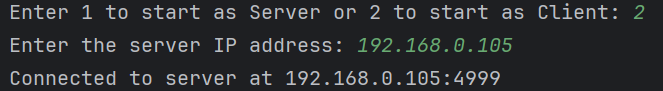 Enter 1 to start as Server or 2 to start as Client: 2
Enter the server IP address: 192.168.0.105
Connected to server at 192.168.0.105:4999